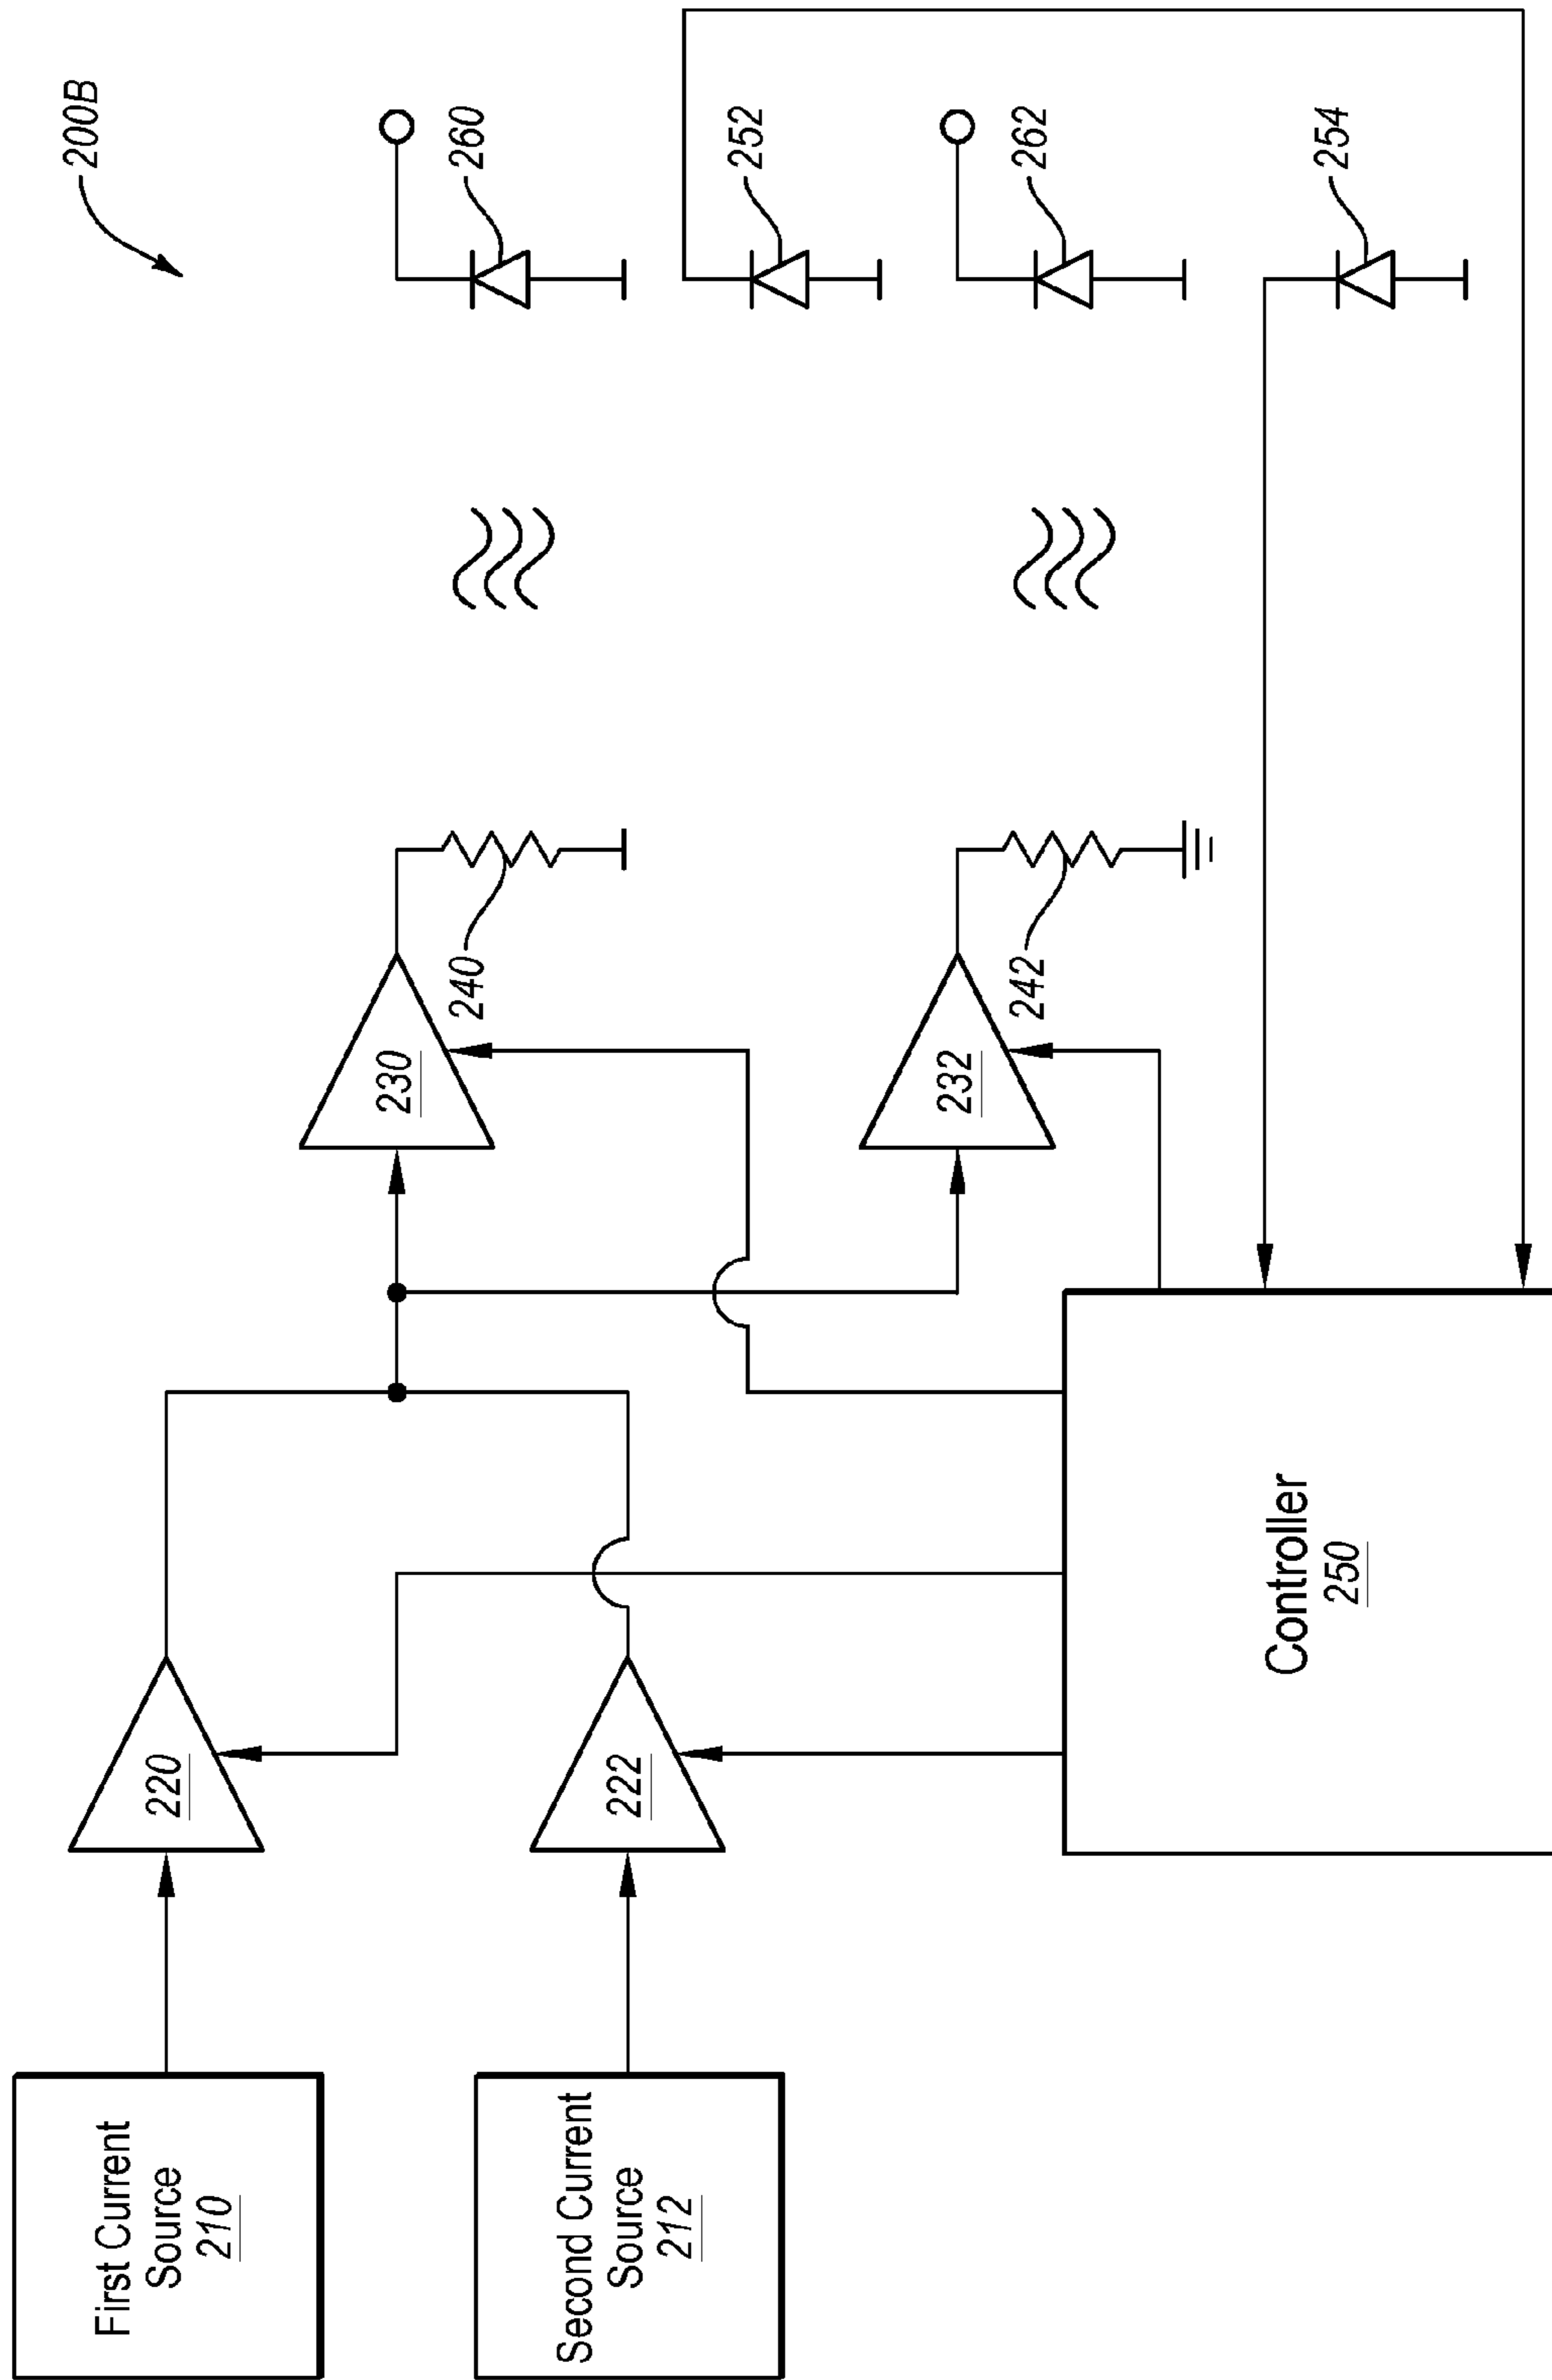 200B
First Current
Source
210
220
230
240
260
Second Current
Source
212
222
252
232
242
262
Controller
250
254